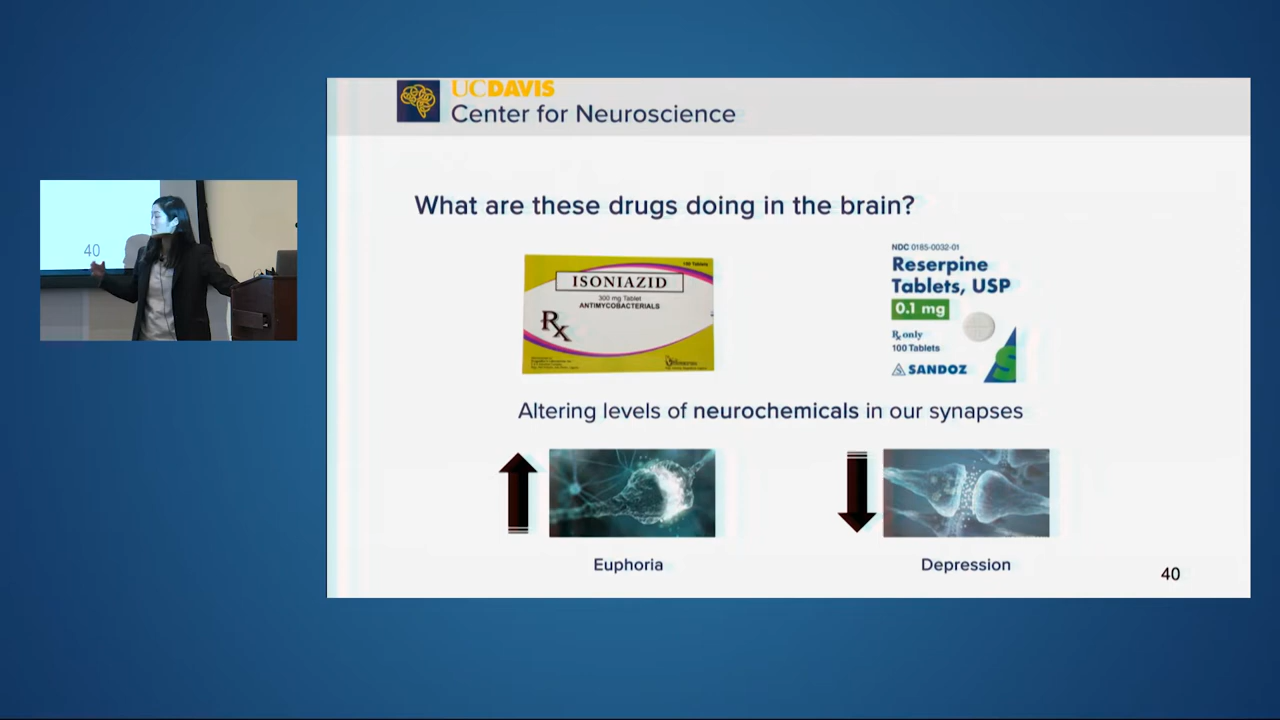 UCDAVIS
Center for Neuroscience
What are these drugs doing in the brain?
100 Tablets
ISONIAZID
300 mg Tablet
ANTIMYCOBACTERIALS
Rx
NDC 0185-0032-01
Reserpine
Tablets, USP
0.1 mg
Rx only
100 Tablets
SANDOZ
S
Altering levels of neurochemicals in our synapses
Euphoria
Depression
40
40